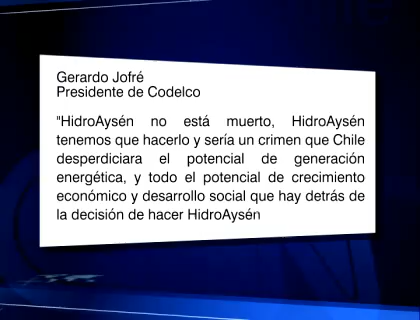 Gerardo Jofré
Presidente de Codelco
"HidroAysén no está muerto, HidroAysén
tenemos que hacerlo y sería un crimen que Chile
desperdiciara el potencial de generación
energética, y todo el potencial de crecimiento
económico y desarrollo social que hay detrás de
la decisión de hacer HidroAysén